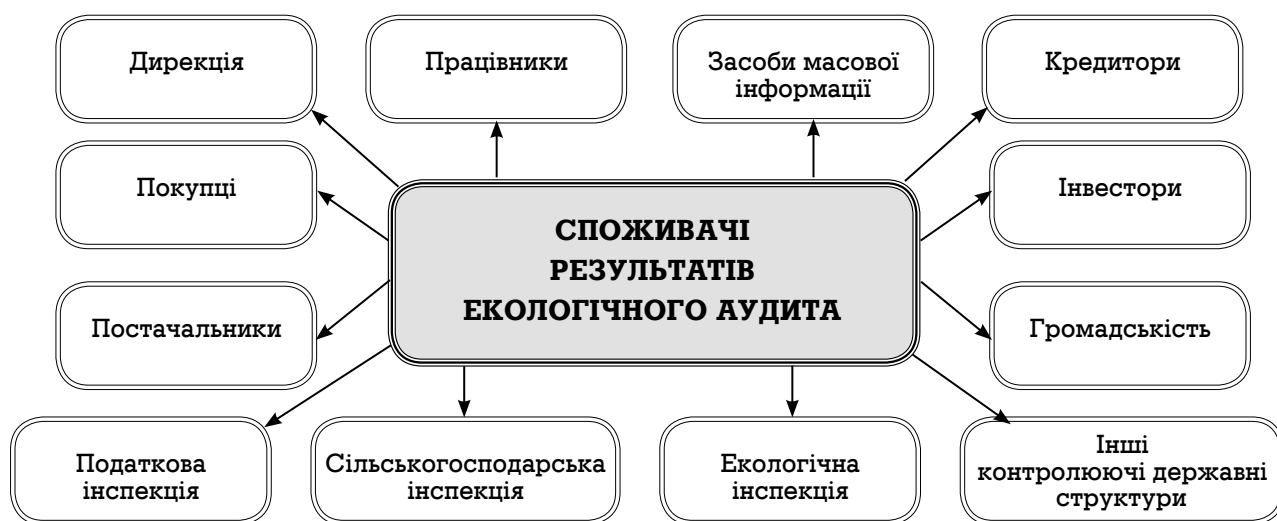 Дирекція
Працівники
Засоби масової
інформації
Кредитори
Покупці
Інвестори
СПОЖИВАЧІ
РЕЗУЛЬТАТІВ
ЕКОЛОГІЧНОГО АУДИТА
Постачальники
Громадськість
Податкова
інспекція
Сільськогосподарська
інспекція
Екологічна
інспекція
Інші
контролюючі державні
структури